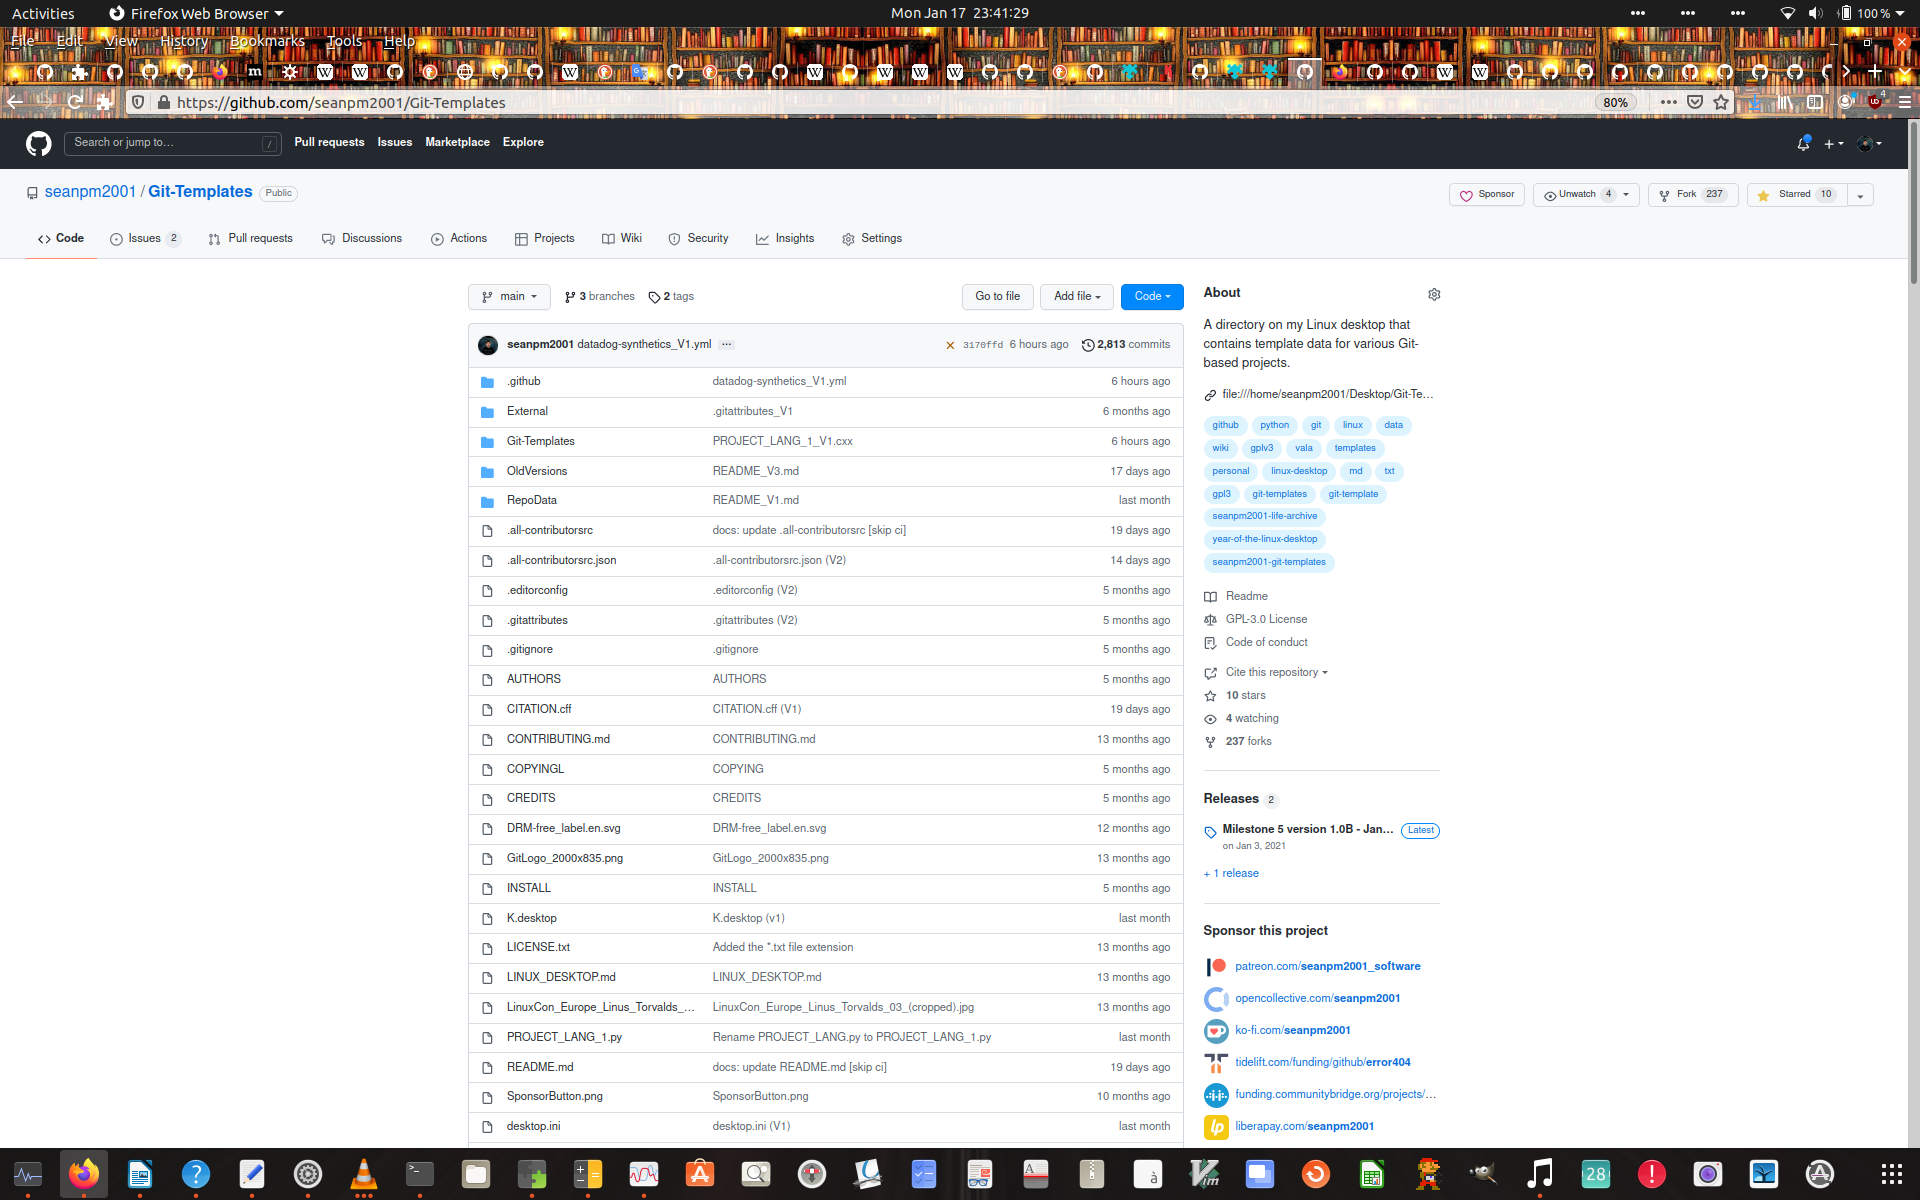 Activities Firefox Web Browser Mon Jan 17 23:41:29 100 %
File Edit View History Bookmarks Tools Help
https://github.com/seanpm2001/Git-Templates 80%
Search or jump to… / Pull requests Issues Marketplace Explore
seanpm2001 / Git-Templates Public Sponsor Unwatch 4 Fork 237 Starred 10
Code Issues 2 Pull requests Discussions Actions Projects Wiki Security Insights Settings
main 3 branches 2 tags Go to file Add file Code
seanpm2001 datadog-synthetics_V1.yml ... 3170ffd 6 hours ago 2,813 commits
.github datadog-synthetics_V1.yml 6 hours ago
External .gitattributes_V1 6 months ago
Git-Templates PROJECT_LANG_1_V1.cxx 6 hours ago
OldVersions README_V3.md 17 days ago
RepoData README_V1.md last month
.all-contributorsrc docs: update .all-contributorsrc [skip ci] 19 days ago
.all-contributorsrc.json .all-contributorsrc.json (V2) 14 days ago
.editorconfig .editorconfig (V2) 5 months ago
.gitattributes .gitattributes (V2) 5 months ago
.gitignore .gitignore 5 months ago
AUTHORS AUTHORS 5 months ago
CITATION.cff CITATION.cff (V1) 19 days ago
CONTRIBUTING.md CONTRIBUTING.md 13 months ago
COPYINGL COPYING 5 months ago
CREDITS CREDITS 5 months ago
DRM-free_label.en.svg DRM-free_label.en.svg 12 months ago
GitLogo_2000x835.png GitLogo_2000x835.png 13 months ago
INSTALL INSTALL 5 months ago
K.desktop K.desktop (v1) last month
LICENSE.txt Added the *.txt file extension 13 months ago
LINUX_DESKTOP.md LINUX_DESKTOP.md 13 months ago
LinuxCon_Europe_Linus_Torvalds_... LinuxCon_Europe_Linus_Torvalds_03_(cropped).jpg 13 months ago
PROJECT_LANG_1.py Rename PROJECT_LANG.py to PROJECT_LANG_1.py last month
README.md docs: update README.md [skip ci] 19 days ago
SponsorButton.png SponsorButton.png 10 months ago
desktop.ini desktop.ini (V1) last month
About
A directory on my Linux desktop that
contains template data for various Git-
based projects.
file:///home/seanpm2001/Desktop/Git-Te...
github python git linux data
wiki gplv3 vala templates
personal linux-desktop md txt
gpl3 git-templates git-template
seanpm2001-life-archive
year-of-the-linux-desktop
seanpm2001-git-templates
Readme
GPL-3.0 License
Code of conduct
Cite this repository
10 stars
4 watching
237 forks
Releases 2
Milestone 5 version 1.0B - Jan... Latest
on Jan 3, 2021
+ 1 release
Sponsor this project
patreon.com/seanpm2001_software
opencollective.com/seanpm2001
ko-fi.com/seanpm2001
tidelift.com/funding/github/error404
funding.communitybridge.org/projects/...
liberapay.com/seanpm2001
28